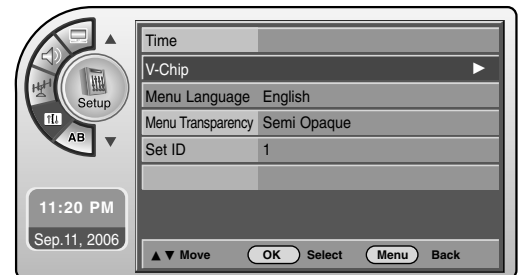 Setup
AB
11:20 PM
Sep.11, 2006
Time
V-Chip ►
Menu Language English
Menu Transparency Semi Opaque
Set ID 1
▲▼ Move OK Select Menu Back